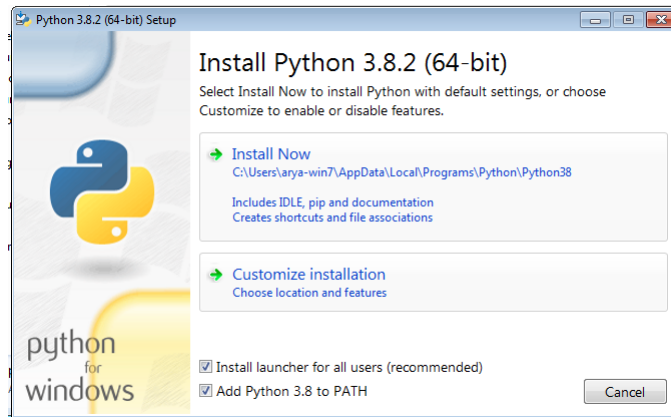 Python 3.8.2 (64-bit) Setup
Install Python 3.8.2 (64-bit)
Select Install Now to install Python with default settings, or choose
Customize to enable or disable features.
Install Now
C:\Users\arya-win7\AppData\Local\Programs\Python\Python38
Includes IDLE, pip and documentation
Creates shortcuts and file associations
Customize installation
Choose location and features
python
for
windows
Install launcher for all users (recommended)
Add Python 3.8 to PATH
Cancel